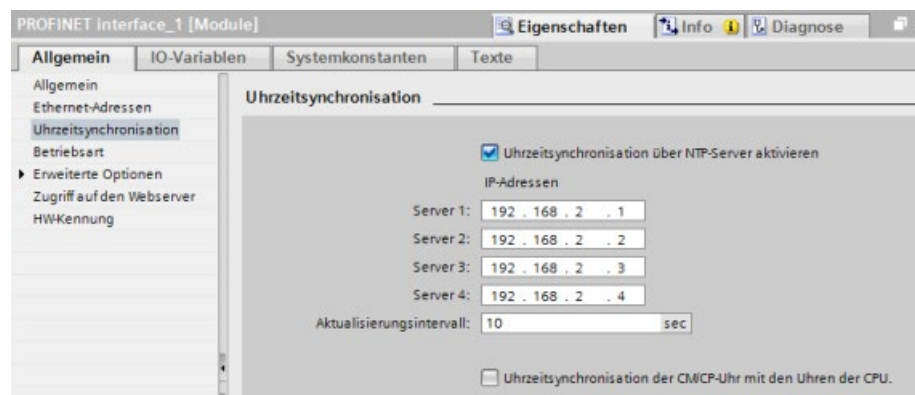 PROFINET interface_1 [Module]
Eigenschaften
Info
Diagnose
Allgemein
IO-Variablen
Systemkonstanten
Texte
Allgemein
Ethernet-Adressen
Uhrzeitsynchronisation
Betriebsart
Erweiterte Optionen
Zugriff auf den Webserver
HW-Kennung
Uhrzeitsynchronisation
Uhrzeitsynchronisation über NTP-Server aktivieren
IP-Adressen
Server 1: 192 . 168 . 2 . 1
Server 2: 192 . 168 . 2 . 2
Server 3: 192 . 168 . 2 . 3
Server 4: 192 . 168 . 2 . 4
Aktualisierungsintervall: 10 sec
Uhrzeitsynchronisation der CM/CP-Uhr mit den Uhren der CPU.